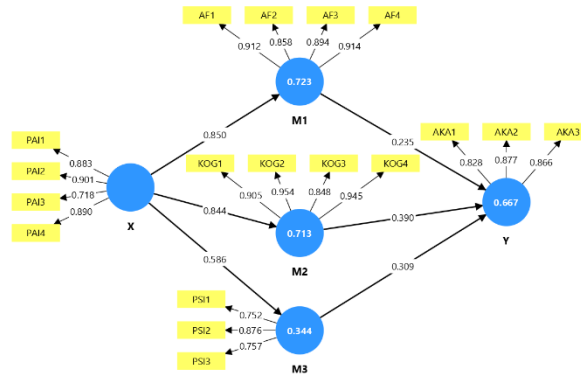 AF1
AF2
AF3
AF4
0.912
0.858
0.894
0.914
0.723
M1
0.850
0.235
PAI1
PAI2
PAI3
PAI4
0.883
0.901
0.718
0.890
X
0.844
0.586
KOG1
KOG2
KOG3
KOG4
0.905
0.954
0.848
0.945
0.713
M2
0.390
0.309
AKA1
AKA2
AKA3
0.828
0.877
0.866
0.667
Y
PSI1
PSI2
PSI3
0.752
0.876
0.757
0.344
M3